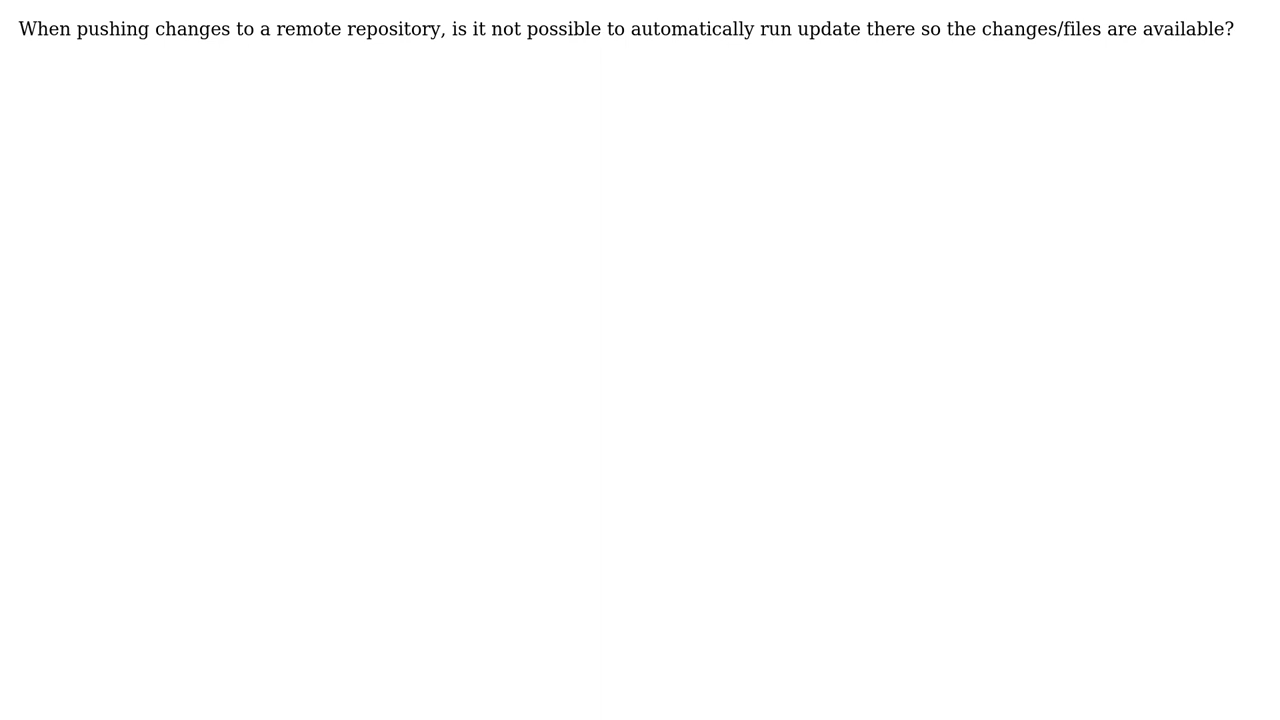 When pushing changes to a remote repository, is it not possible to automatically run update there so the changes/files are available?